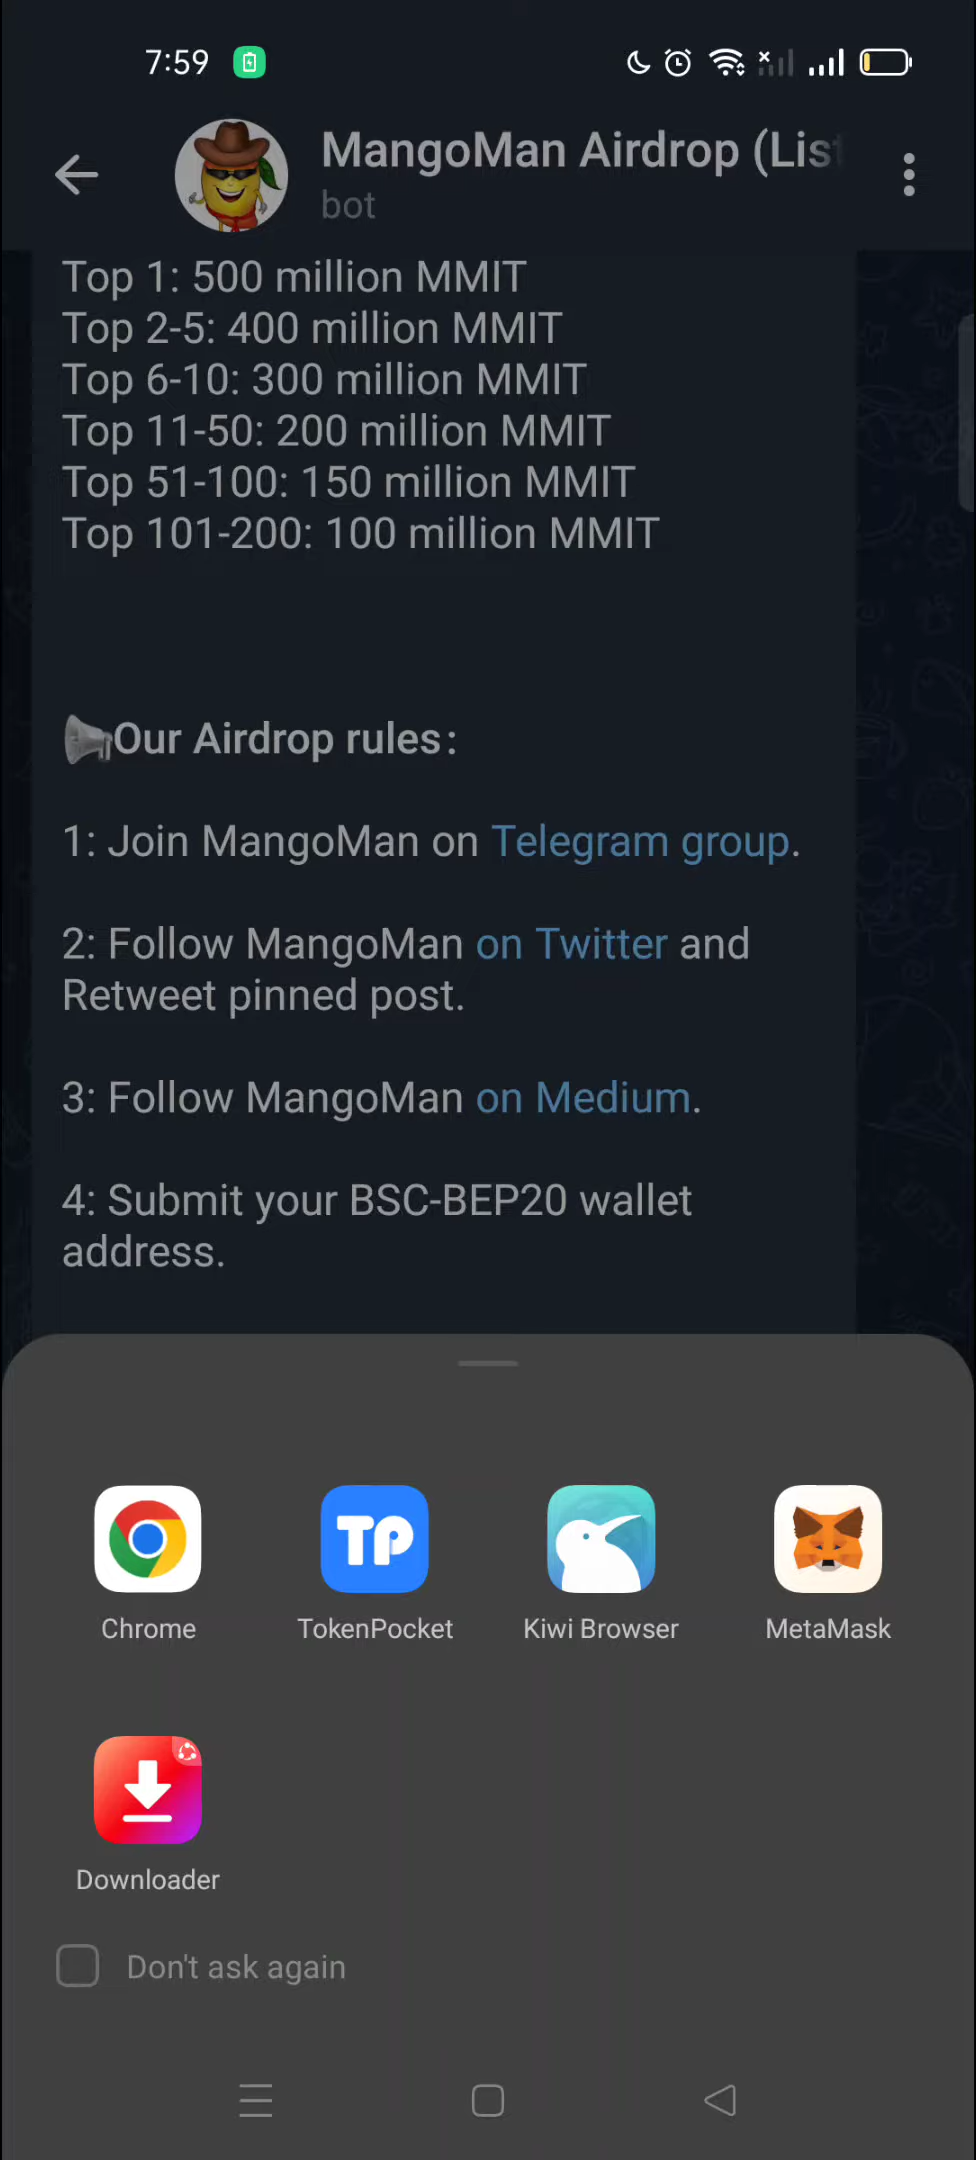 7:59
MangoMan Airdrop (List
bot
Top 1: 500 million MMIT
Top 2-5: 400 million MMIT
Top 6-10: 300 million MMIT
Top 11-50: 200 million MMIT
Top 51-100: 150 million MMIT
Top 101-200: 100 million MMIT
Our Airdrop rules:
1: Join MangoMan on Telegram group.
2: Follow MangoMan on Twitter and
Retweet pinned post.
3: Follow MangoMan on Medium.
4: Submit your BSC-BEP20 wallet
address.
TP
Chrome
TokenPocket
Kiwi Browser
MetaMask
Downloader
Don't ask again